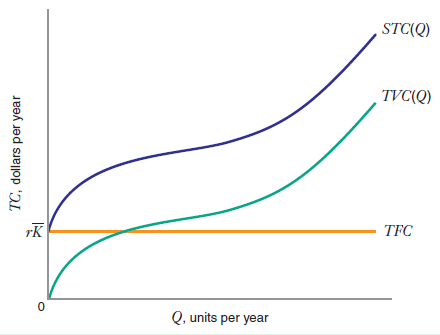 STC(Q)
TVC(Q)
TC, dollars per year
rK̅
TFC
0
Q, units per year